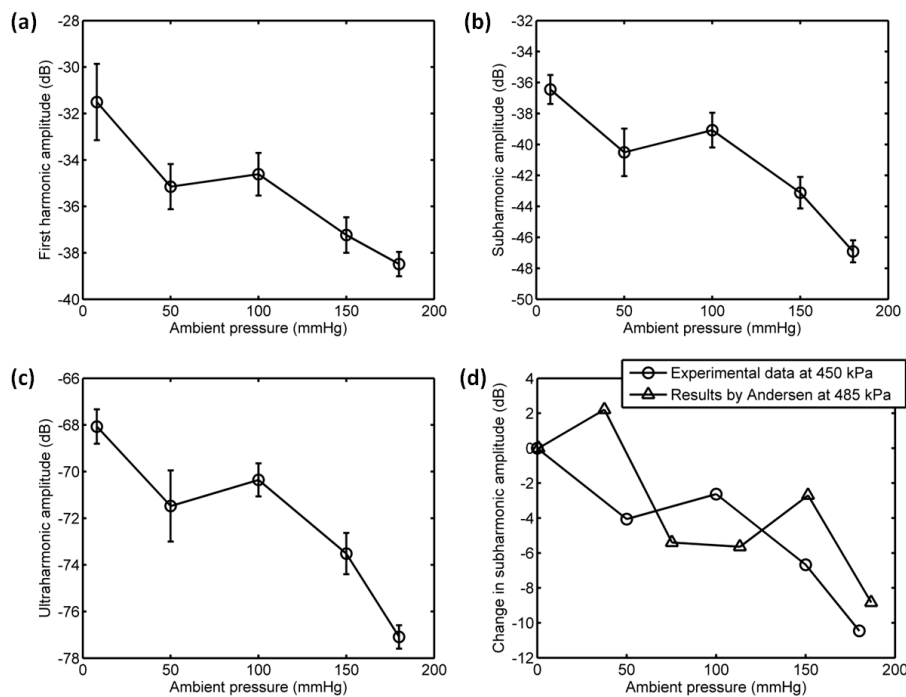 (a)
First harmonic amplitude (dB)
-28
-30
-32
-34
-36
-38
-40
0 50 100 150 200
Ambient pressure (mmHg)
(b)
Subharmonic amplitude (dB)
-32
-34
-36
-38
-40
-42
-44
-46
-48
-50
0 50 100 150 200
Ambient pressure (mmHg)
(c)
Ultraharmonic amplitude (dB)
-66
-68
-70
-72
-74
-76
-78
0 50 100 150 200
Ambient pressure (mmHg)
(d)
Experimental data at 450 kPa
Results by Andersen at 485 kPa
Change in subharmonic amplitude (dB)
4
2
0
-2
-4
-6
-8
-10
-12
0 50 100 150 200
Ambient pressure (mmHg)